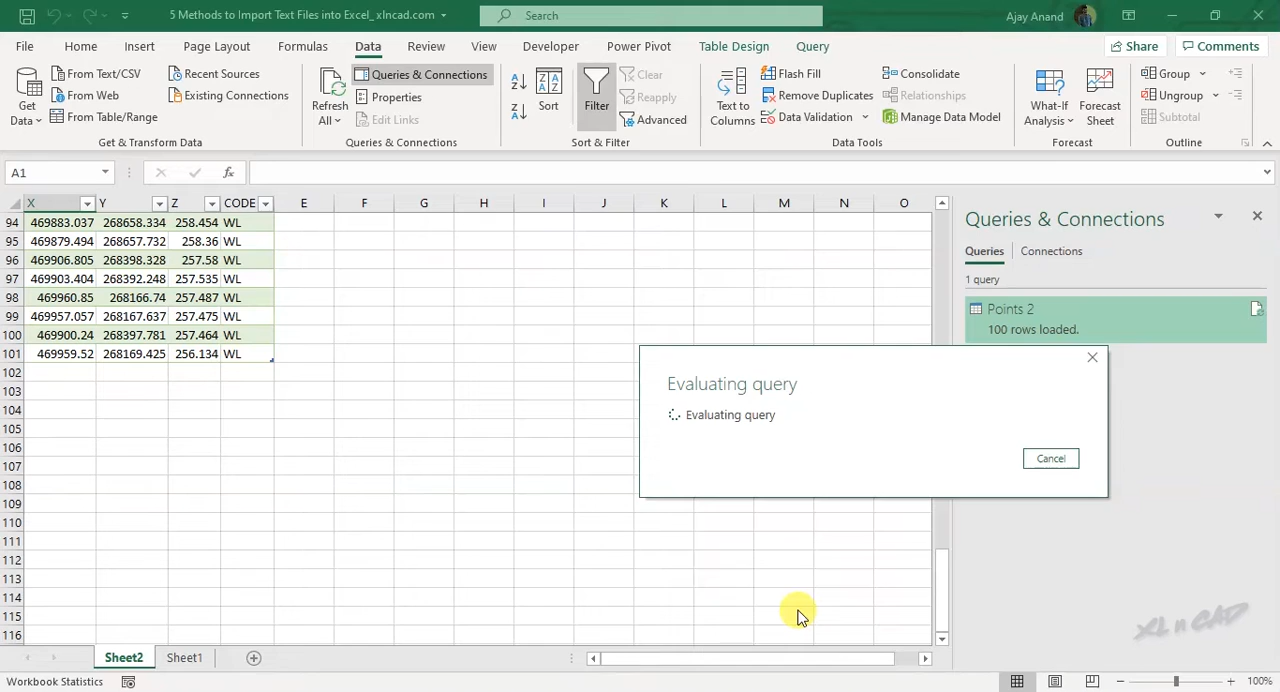 5 Methods to Import Text Files into Excel_ xlncad.com
Search
Ajay Anand
File Home Insert Page Layout Formulas Data Review View Developer Power Pivot Table Design Query
Share Comments
Get Data
From Text/CSV
From Web
From Table/Range
Recent Sources
Existing Connections
Get & Transform Data
Refresh All
Queries & Connections
Properties
Edit Links
Queries & Connections
Sort
Filter
Clear
Reapply
Advanced
Sort & Filter
Text to Columns
Flash Fill
Remove Duplicates
Data Validation
Consolidate
Relationships
Manage Data Model
Data Tools
What-If Analysis
Forecast Sheet
Forecast
Group
Ungroup
Subtotal
Outline
A1
fx
X Y Z CODE E F G H I J K L M N O
94 469883.037 268658.334 258.454 WL
95 469879.494 268657.732 258.36 WL
96 469906.805 268398.328 257.58 WL
97 469903.404 268392.248 257.535 WL
98 469960.85 268166.74 257.487 WL
99 469957.057 268167.637 257.475 WL
100 469900.24 268397.781 257.464 WL
101 469959.52 268169.425 256.134 WL
102
103
104
105
106
107
108
109
110
111
112
113
114
115
116
Queries & Connections
Queries Connections
1 query
Points 2
100 rows loaded.
Evaluating query
Evaluating query
Cancel
XL n CAD
Sheet2 Sheet1
Workbook Statistics
100%